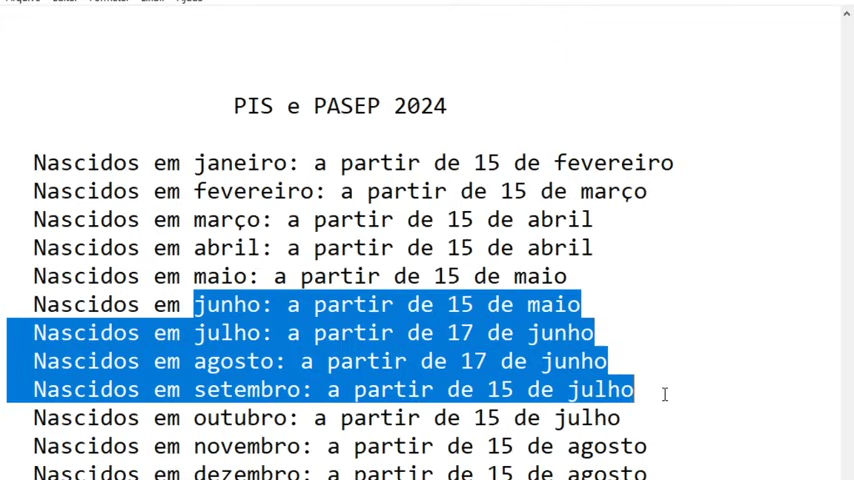 Arquivo Editar Formatar Exibir Ajuda
PIS e PASEP 2024
Nascidos em janeiro: a partir de 15 de fevereiro
Nascidos em fevereiro: a partir de 15 de março
Nascidos em março: a partir de 15 de abril
Nascidos em abril: a partir de 15 de abril
Nascidos em maio: a partir de 15 de maio
Nascidos em junho: a partir de 15 de maio
Nascidos em julho: a partir de 17 de junho
Nascidos em agosto: a partir de 17 de junho
Nascidos em setembro: a partir de 15 de julho
Nascidos em outubro: a partir de 15 de julho
Nascidos em novembro: a partir de 15 de agosto
Nascidos em dezembro: a partir de 15 de agosto